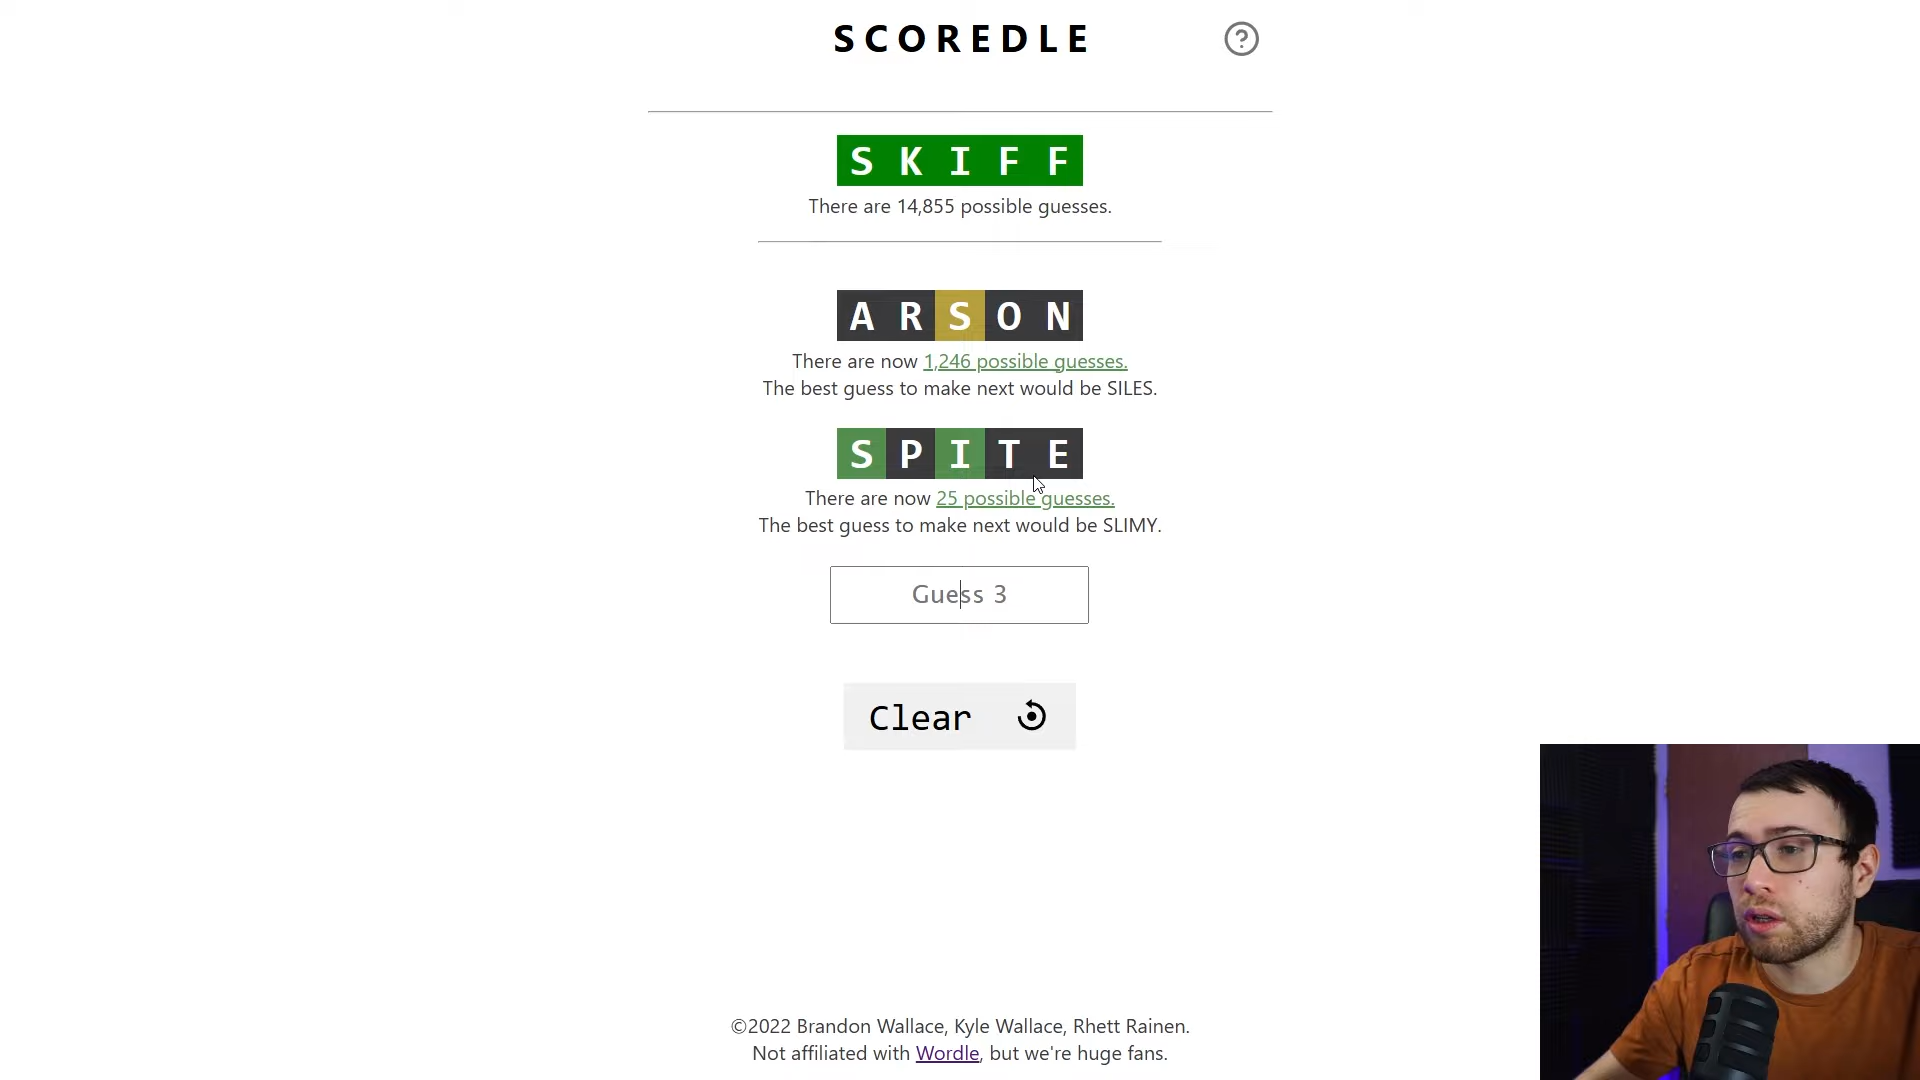 SCOREDLE
SKIFF
There are 14,855 possible guesses.
ARSON
There are now 1,246 possible guesses.
The best guess to make next would be SILES.
SPITE
There are now 25 possible guesses.
The best guess to make next would be SLIMY.
Guess 3
Clear
©2022 Brandon Wallace, Kyle Wallace, Rhett Rainen.
Not affiliated with Wordle, but we're huge fans.